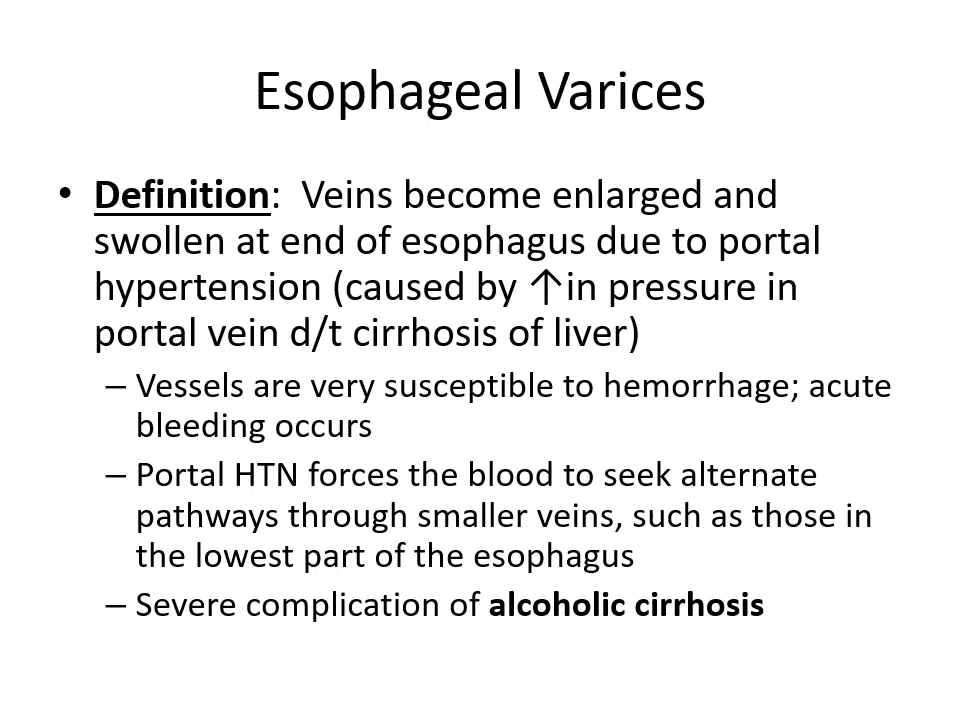 Esophageal Varices
• Definition:  Veins become enlarged and
swollen at end of esophagus due to portal
hypertension (caused by ↑in pressure in
portal vein d/t cirrhosis of liver)
– Vessels are very susceptible to hemorrhage; acute
bleeding occurs
– Portal HTN forces the blood to seek alternate
pathways through smaller veins, such as those in
the lowest part of the esophagus
– Severe complication of alcoholic cirrhosis